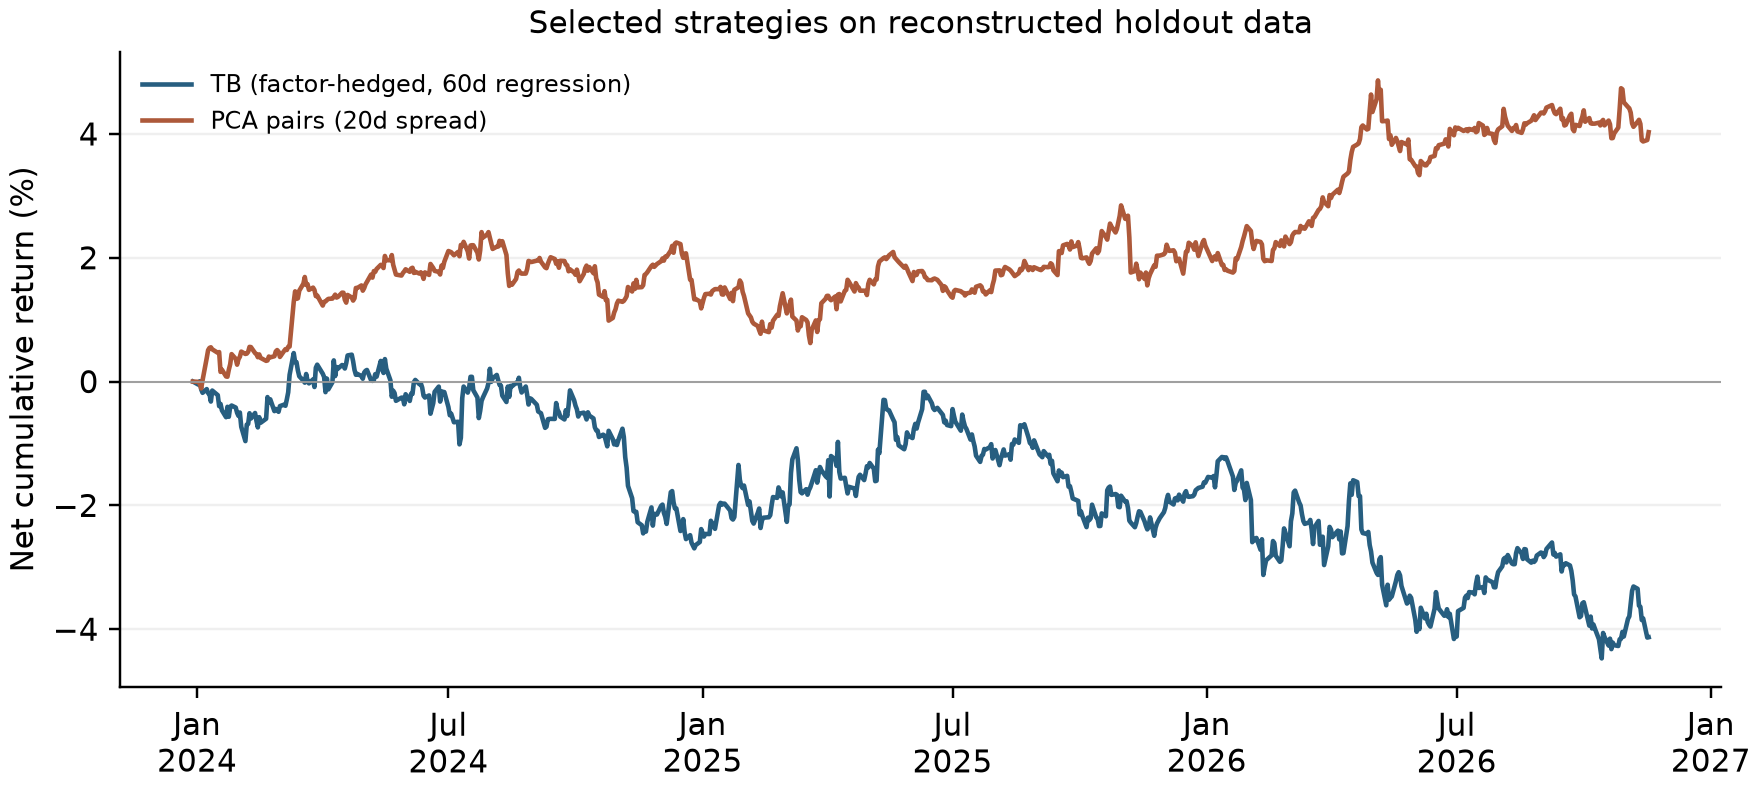 Selected strategies on reconstructed holdout data
TB (factor-hedged, 60d regression)
PCA pairs (20d spread)
Net cumulative return (%)
4
2
0
−2
−4
Jan
2024
Jul
2024
Jan
2025
Jul
2025
Jan
2026
Jul
2026
Jan
2027